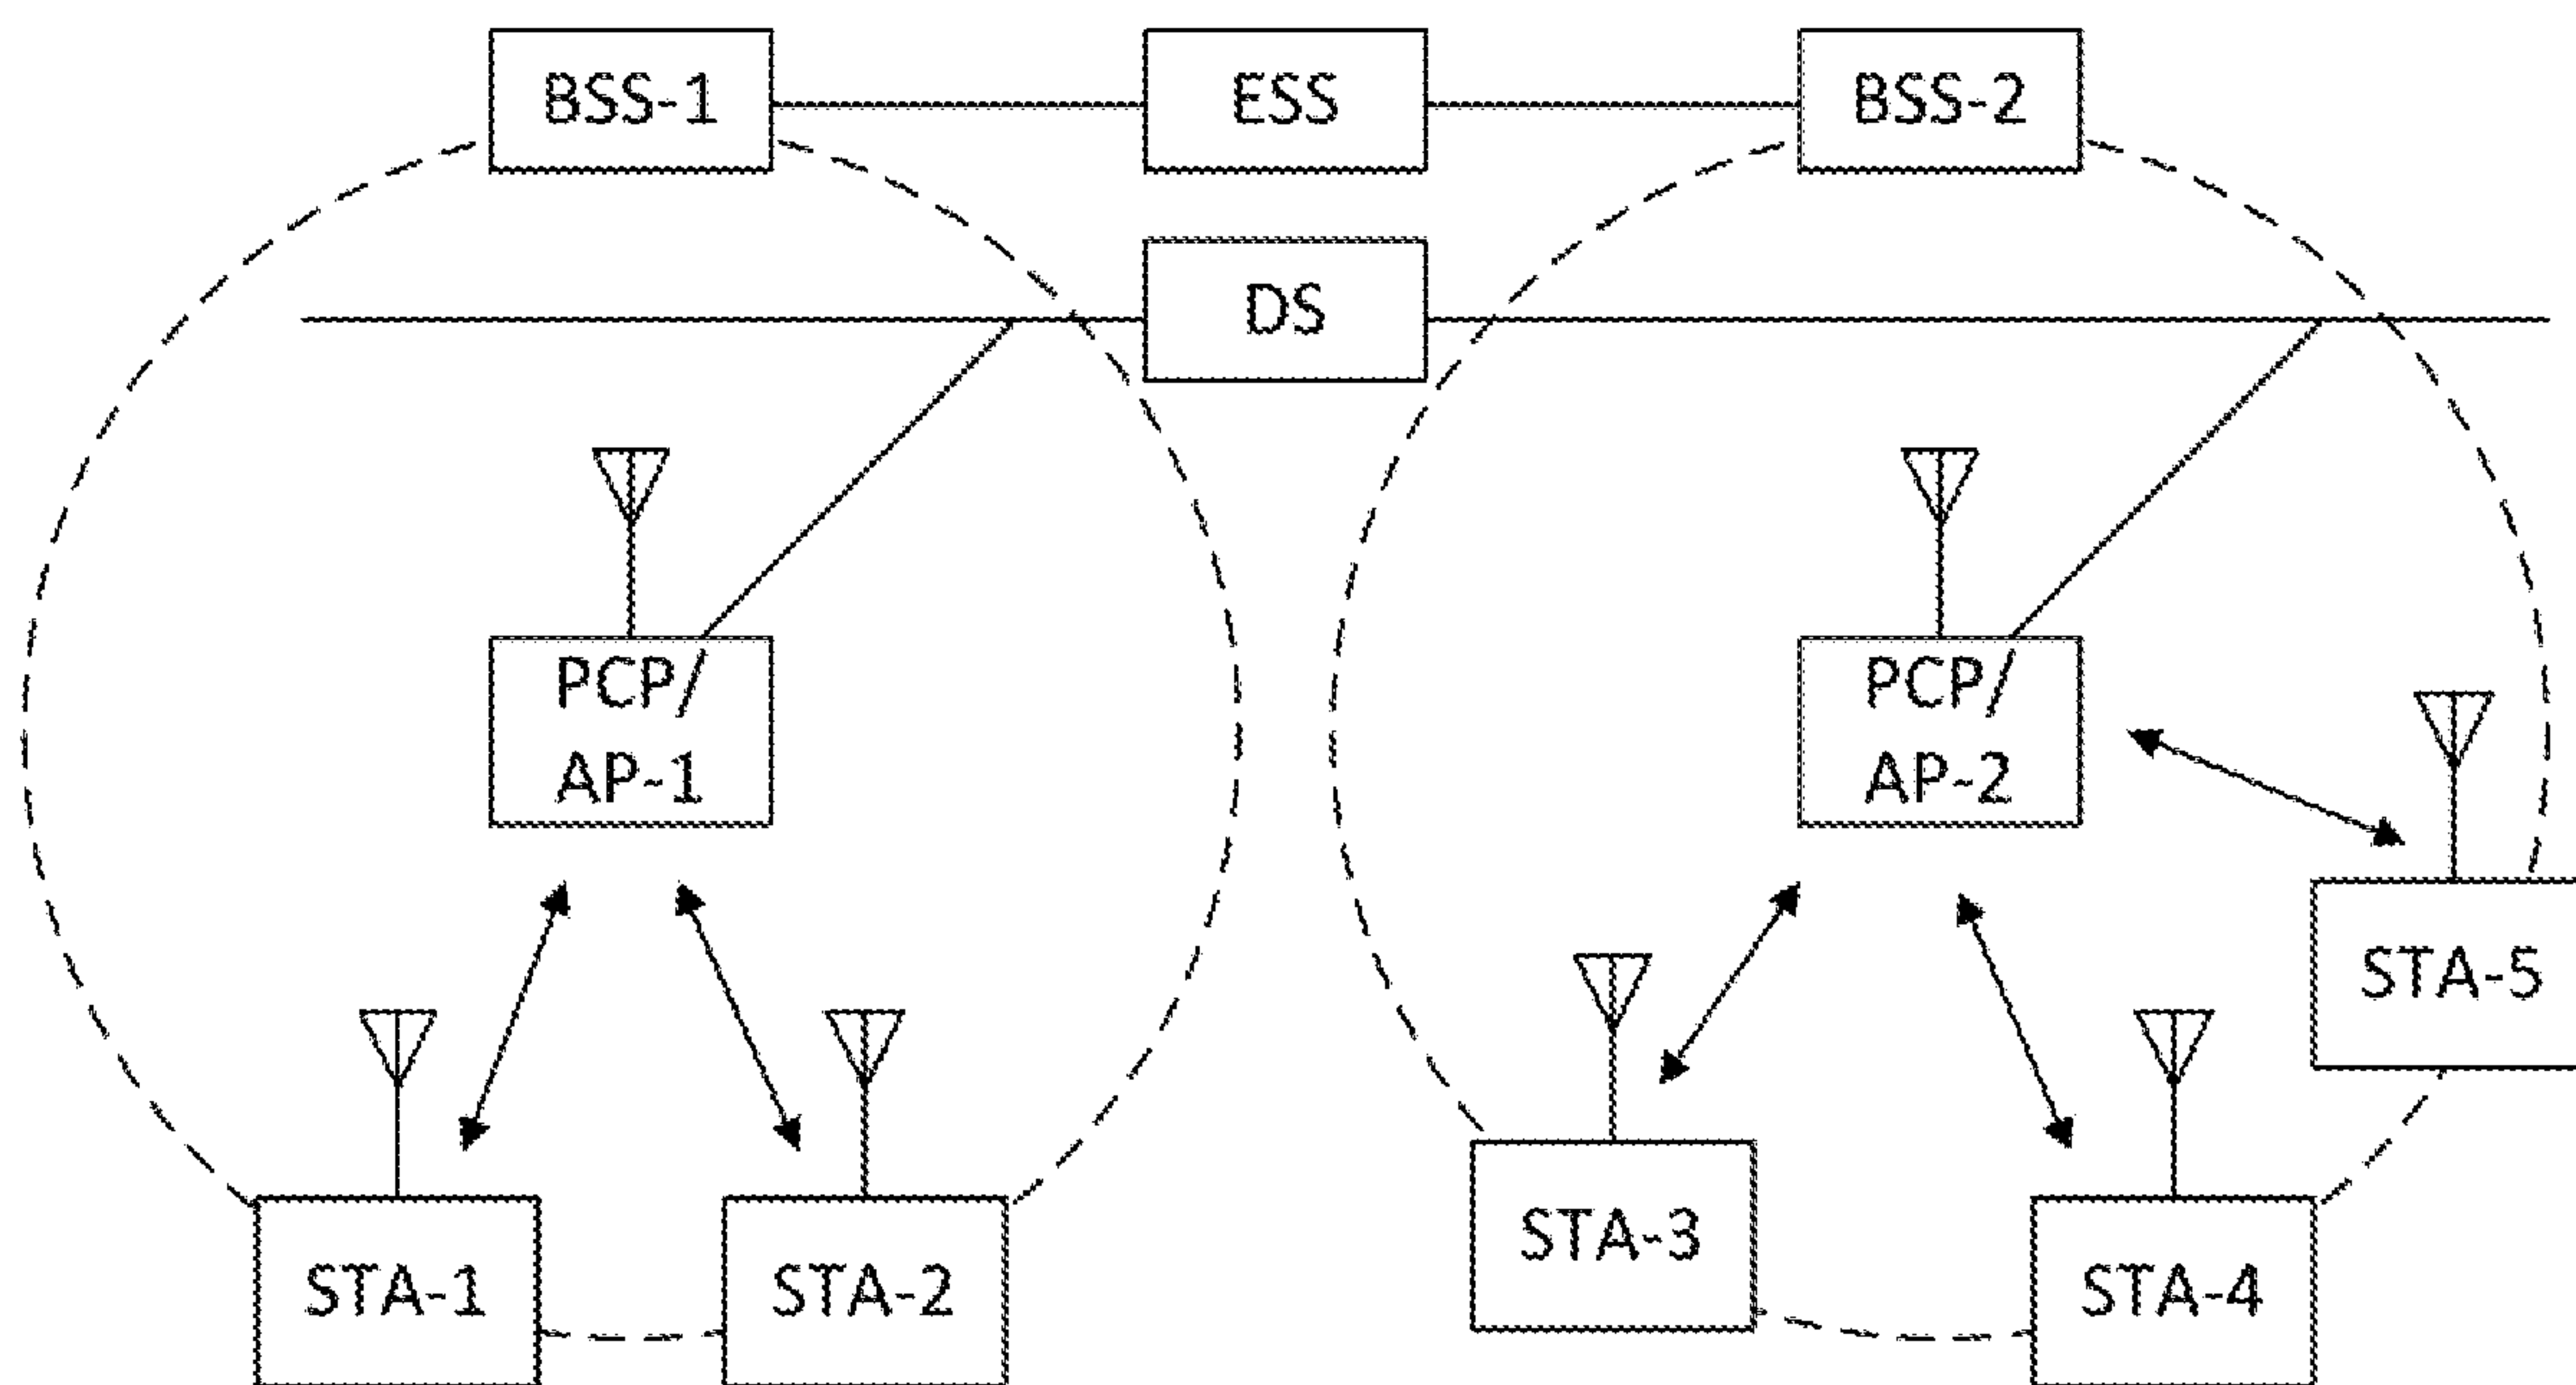 BSS-1
ESS
BSS-2
DS
PCP/
AP-1
PCP/
AP-2
STA-5
STA-3
STA-1
STA-2
STA-4